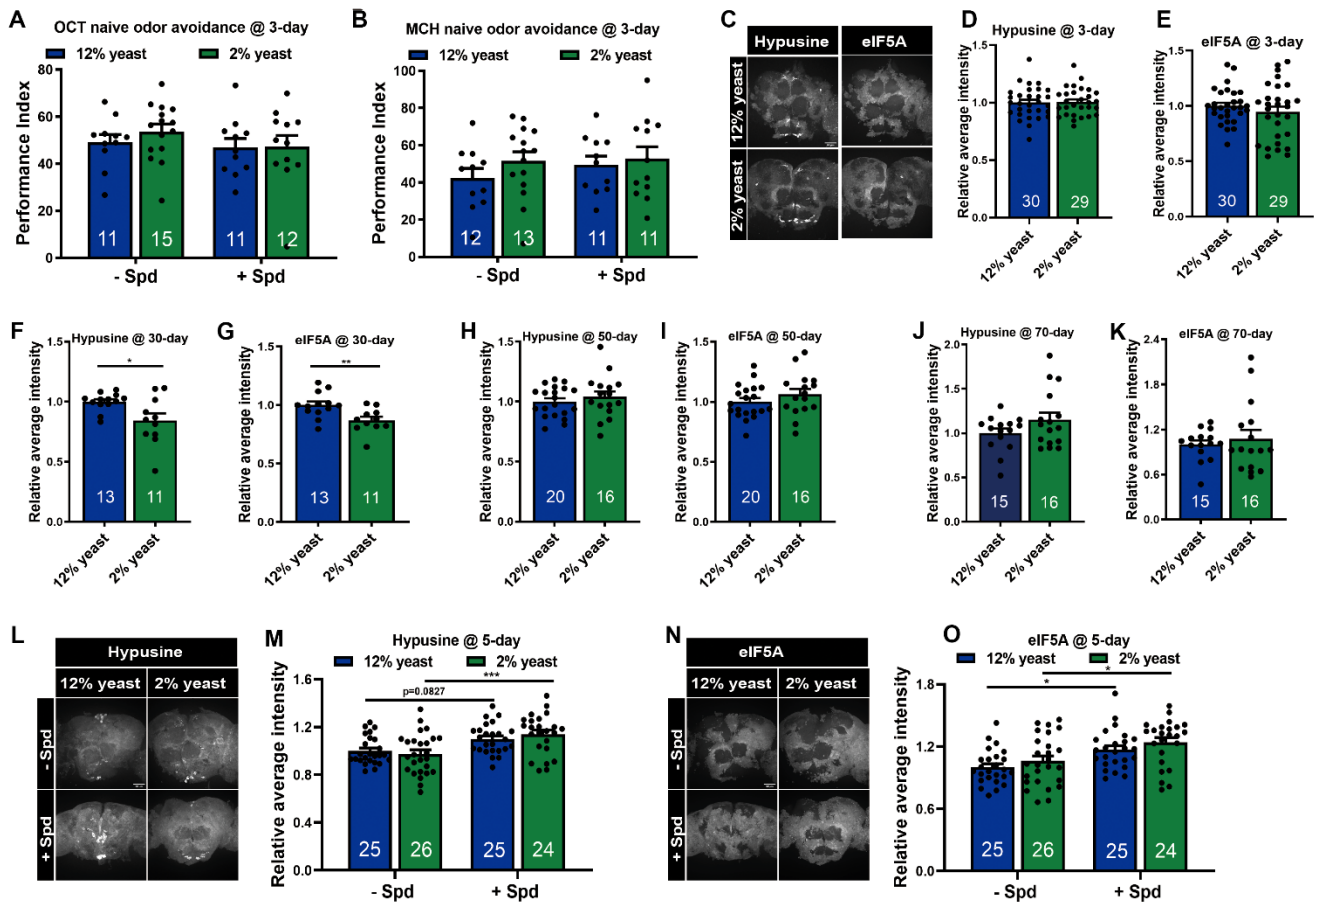 A
OCT naive odor avoidance @ 3-day
12% yeast
2% yeast
Performance Index
80
60
40
20
0
11
15
11
12
- Spd
+ Spd
B
MCH naive odor avoidance @ 3-day
12% yeast
2% yeast
Performance Index
100
80
60
40
20
0
12
13
11
11
- Spd
+ Spd
C
Hypusine
eIF5A
12% yeast
2% yeast
D
Hypusine @ 3-day
Relative average intensity
2.0
1.5
1.0
0.5
0.0
30
29
12% yeast
2% yeast
E
eIF5A @ 3-day
Relative average intensity
1.5
1.0
0.5
0.0
30
29
12% yeast
2% yeast
F
Hypusine @ 30-day
Relative average intensity
1.5
1.0
0.5
0.0
*
13
11
12% yeast
2% yeast
G
eIF5A @ 30-day
Relative average intensity
1.5
1.0
0.5
0.0
**
13
11
12% yeast
2% yeast
H
Hypusine @ 50-day
Relative average intensity
1.5
1.0
0.5
0.0
20
16
12% yeast
2% yeast
I
eIF5A @ 50-day
Relative average intensity
1.5
1.0
0.5
0.0
20
16
12% yeast
2% yeast
J
Hypusine @ 70-day
Relative average intensity
2.0
1.5
1.0
0.5
0.0
15
16
12% yeast
2% yeast
K
eIF5A @ 70-day
Relative average intensity
2.4
1.8
1.2
0.6
0.0
15
16
12% yeast
2% yeast
L
Hypusine
12% yeast
2% yeast
- Spd
+ Spd
M
Hypusine @ 5-day
12% yeast
2% yeast
Relative average intensity
1.6
1.2
0.8
0.4
0.0
***
p=0.0827
25
26
25
24
- Spd
+ Spd
N
eIF5A
12% yeast
2% yeast
- Spd
+ Spd
O
eIF5A @ 5-day
12% yeast
2% yeast
Relative average intensity
1.8
1.2
0.6
0.0
*
*
25
26
25
24
- Spd
+ Spd